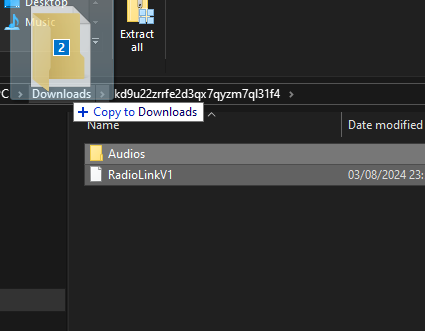 Desktop
Music
2
Extract
all
PC > Downloads > kd9u22zrrfe2d3qx7qyzm7ql31f4 >
+ Copy to Downloads
Name
Date modified
Audios
RadioLinkV1
03/08/2024 23: